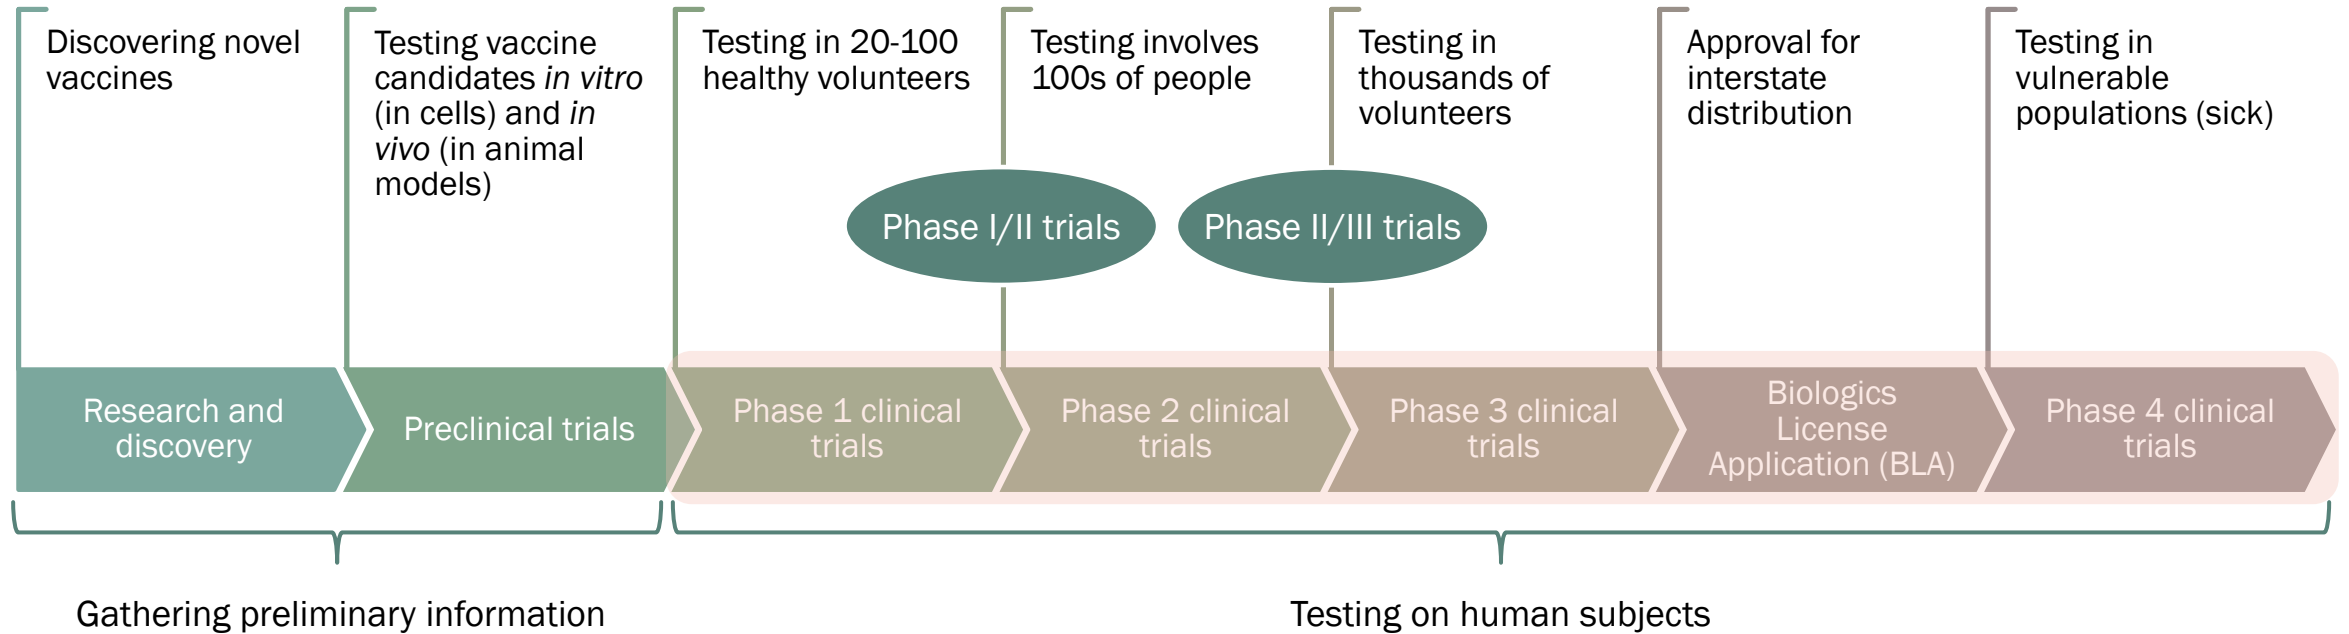 Discovering novel
vaccines
Testing vaccine
candidates in vitro
(in cells) and in
vivo (in animal
models)
Testing in 20-100
healthy volunteers
Testing involves
100s of people
Testing in
thousands of
volunteers
Approval for
interstate
distribution
Testing in
vulnerable
populations (sick)
Phase I/II trials
Phase II/III trials
Research and
discovery
Preclinical trials
Phase 1 clinical
trials
Phase 2 clinical
trials
Phase 3 clinical
trials
Biologics
License
Application (BLA)
Phase 4 clinical
trials
Gathering preliminary information
Testing on human subjects